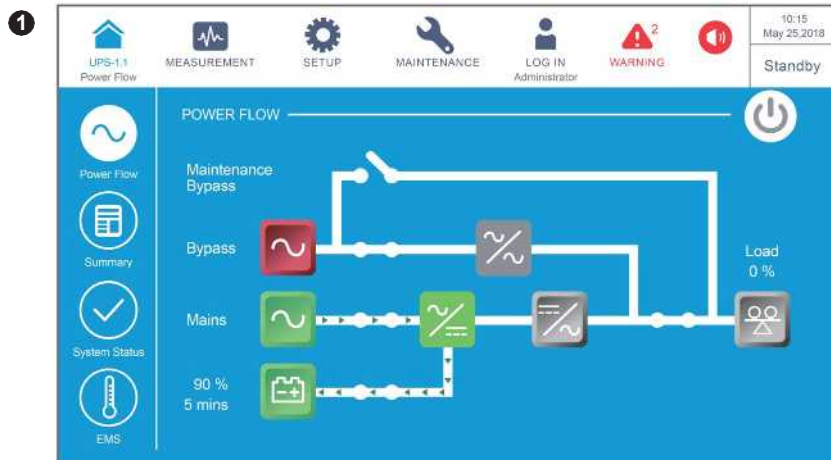 1
10:15
May 25,2018
Standby
UPS-1.1
Power Flow
MEASUREMENT
SETUP
MAINTENANCE
LOG IN
Administrator
2
WARNING
POWER FLOW
Power Flow
Summary
System Status
EMS
Maintenance
Bypass
Bypass
Mains
90 %
5 mins
Load
0 %